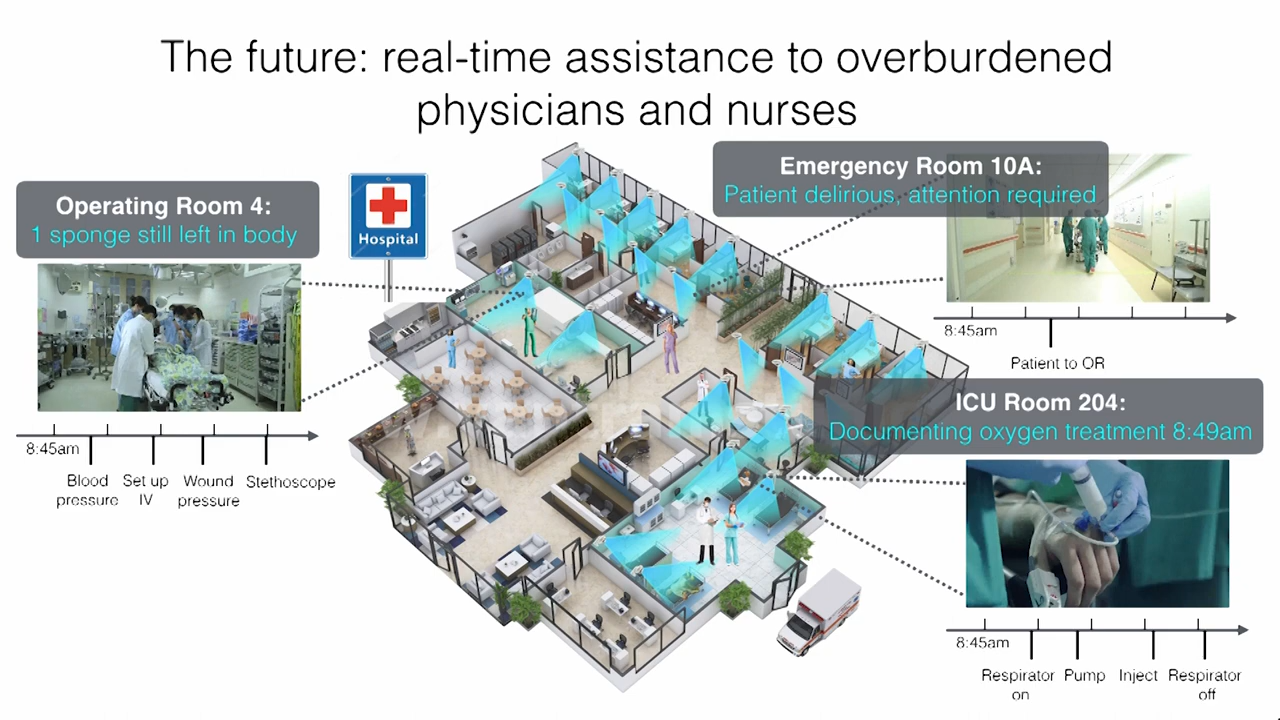 The future: real-time assistance to overburdened
physicians and nurses
Operating Room 4:
1 sponge still left in body
Hospital
Emergency Room 10A:
Patient delirious, attention required
8:45am
Patient to OR
ICU Room 204:
Documenting oxygen treatment 8:49am
8:45am
Blood
pressure
Set up
IV
Wound
pressure
Stethoscope
8:45am
Respirator
on
Pump
Inject
Respirator
off